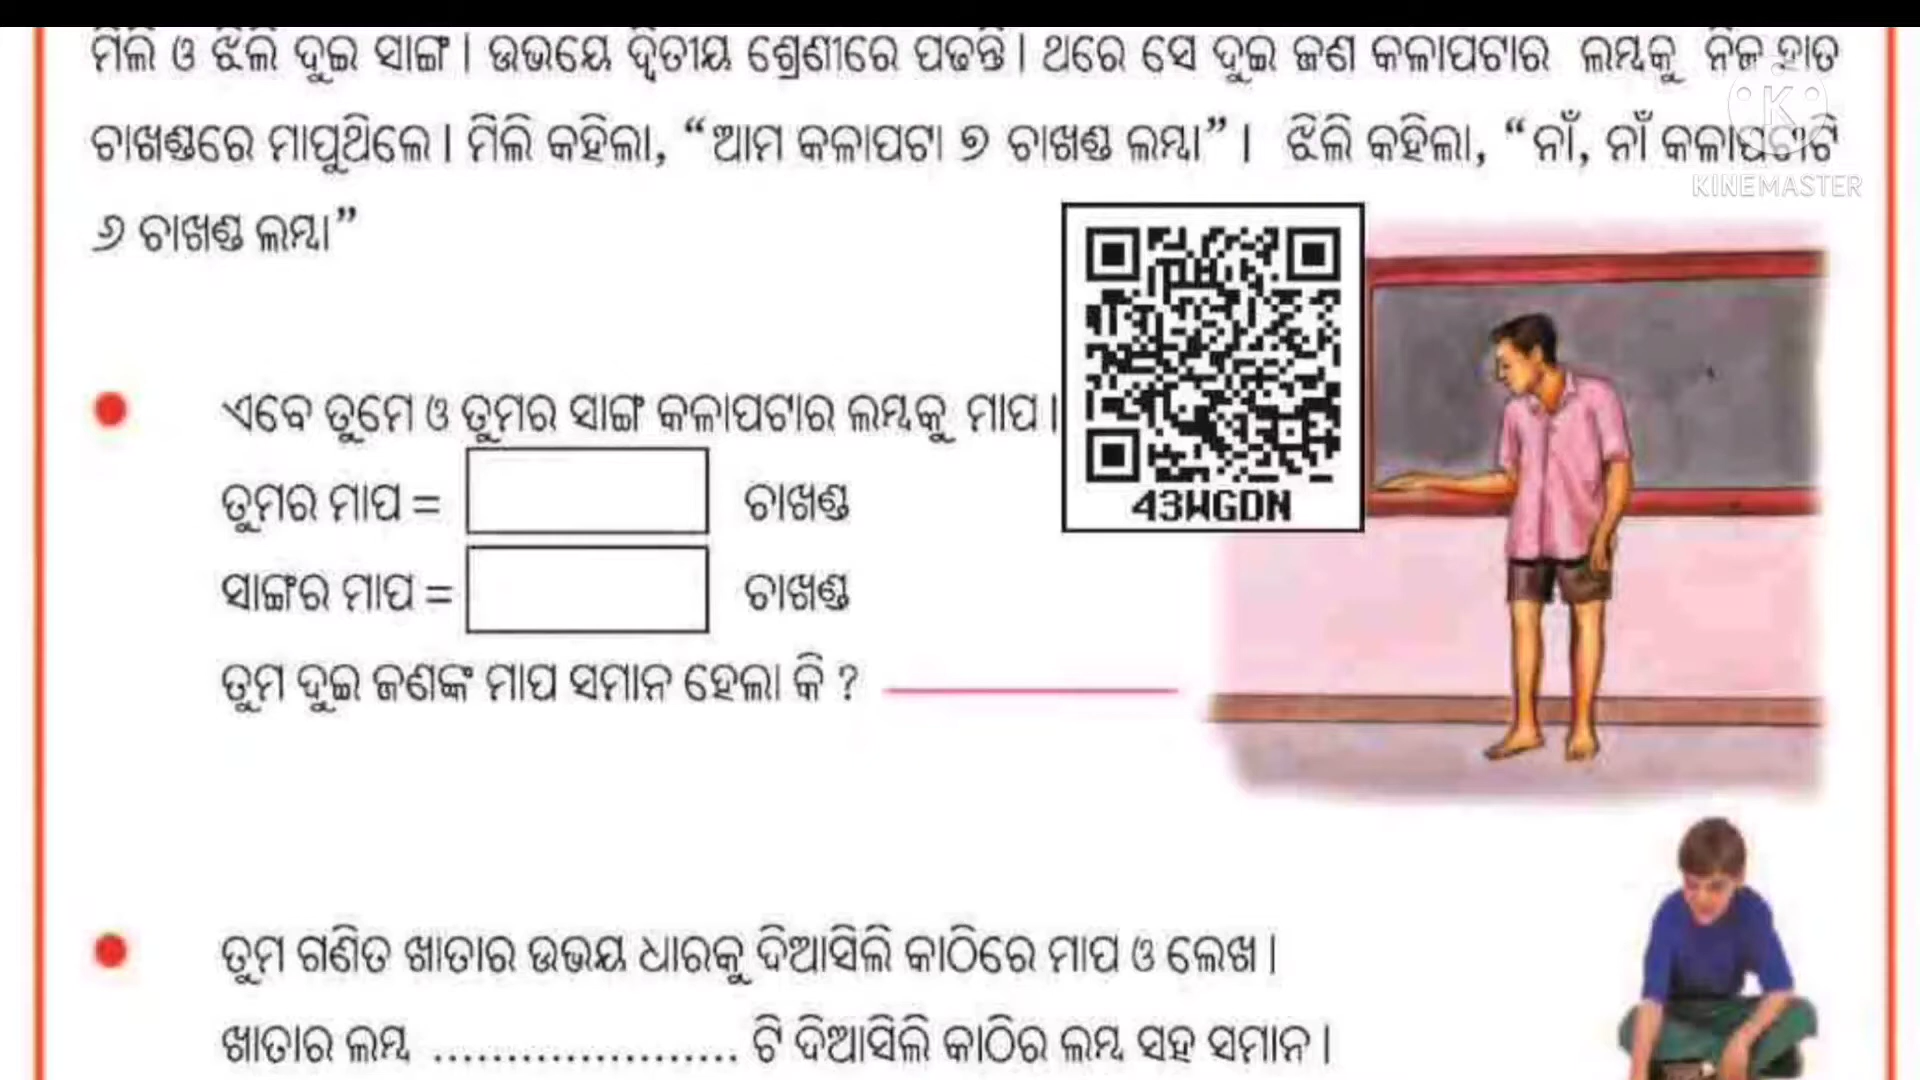 ମିଲି ଓ ଝିଲି ଦୁଇ ସାଙ୍ଗ । ଉଭୟେ ଦ୍ଵିତୀୟ ଶ୍ରେଣୀରେ ପଢନ୍ତି । ଥରେ ସେ ଦୁଇ ଜଣ କଳାପଟାର ଲମ୍ବକୁ ନିଜ ହାତ
ଚାଖଣ୍ଡରେ ମାପୁଥିଲେ । ମିଲି କହିଲା, “ଆମ କଳାପଟା ୭ ଚାଖଣ୍ଡ ଲମ୍ବା” । ଝିଲି କହିଲା, “ନାଁ, ନାଁ କଳାପଟାଟି
KINEMASTER
୬ ଚାଖଣ୍ଡ ଲମ୍ବା”
ଏବେ ତୁମେ ଓ ତୁମର ସାଙ୍ଗ କଳାପଟାର ଲମ୍ବକୁ ମାପ ।
ତୁମର ମାପ = ଚାଖଣ୍ଡ
43WGDN
ସାଙ୍ଗର ମାପ = ଚାଖଣ୍ଡ
ତୁମ ଦୁଇ ଜଣଙ୍କ ମାପ ସମାନ ହେଲା କି ?
ତୁମ ଗଣିତ ଖାତାର ଉଭୟ ଧାରକୁ ଦିଆସିଲି କାଠିରେ ମାପ ଓ ଲେଖ ।
ଖାତାର ଲମ୍ବ ..................... ଟି ଦିଆସିଲି କାଠିର ଲମ୍ବ ସହ ସମାନ ।